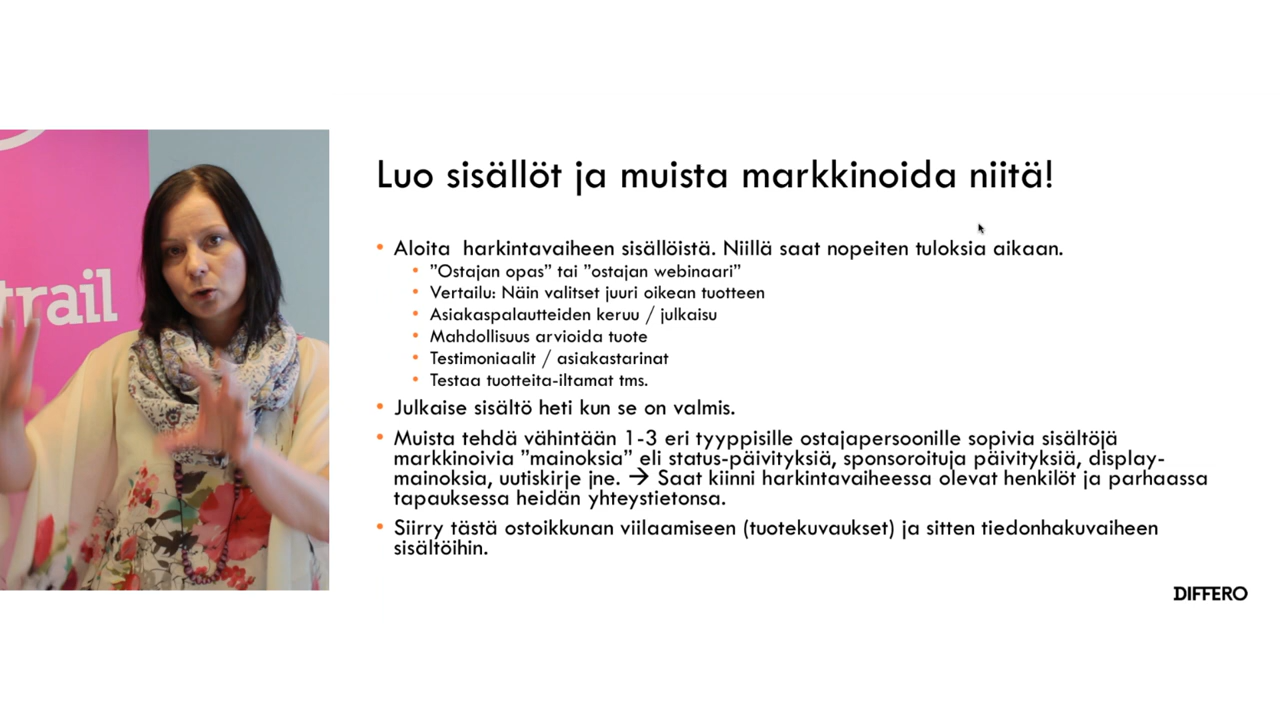 trail
Luo sisällöt ja muista markkinoida niitä!
• Aloita harkintavaiheen sisällöistä. Niillä saat nopeiten tuloksia aikaan.
• ”Ostajan opas” tai ”ostajan webinaari”
• Vertailu: Näin valitset juuri oikean tuotteen
• Asiakaspalautteiden keruu / julkaisu
• Mahdollisuus arvioida tuote
• Testimoniaalit / asiakastarinat
• Testaa tuotteita-iltamat tms.
• Julkaise sisältö heti kun se on valmis.
• Muista tehdä vähintään 1-3 eri tyyppisille ostajapersoonille sopivia sisältöjä
markkinoivia ”mainoksia” eli status-päivityksiä, sponsoroituja päivityksiä, display-
mainoksia, uutiskirje jne. → Saat kiinni harkintavaiheessa olevat henkilöt ja parhaassa
tapauksessa heidän yhteystietonsa.
• Siirry tästä ostoikkunan viilaamiseen (tuotekuvaukset) ja sitten tiedonhakuvaiheen
sisältöihin.
DIFFERO